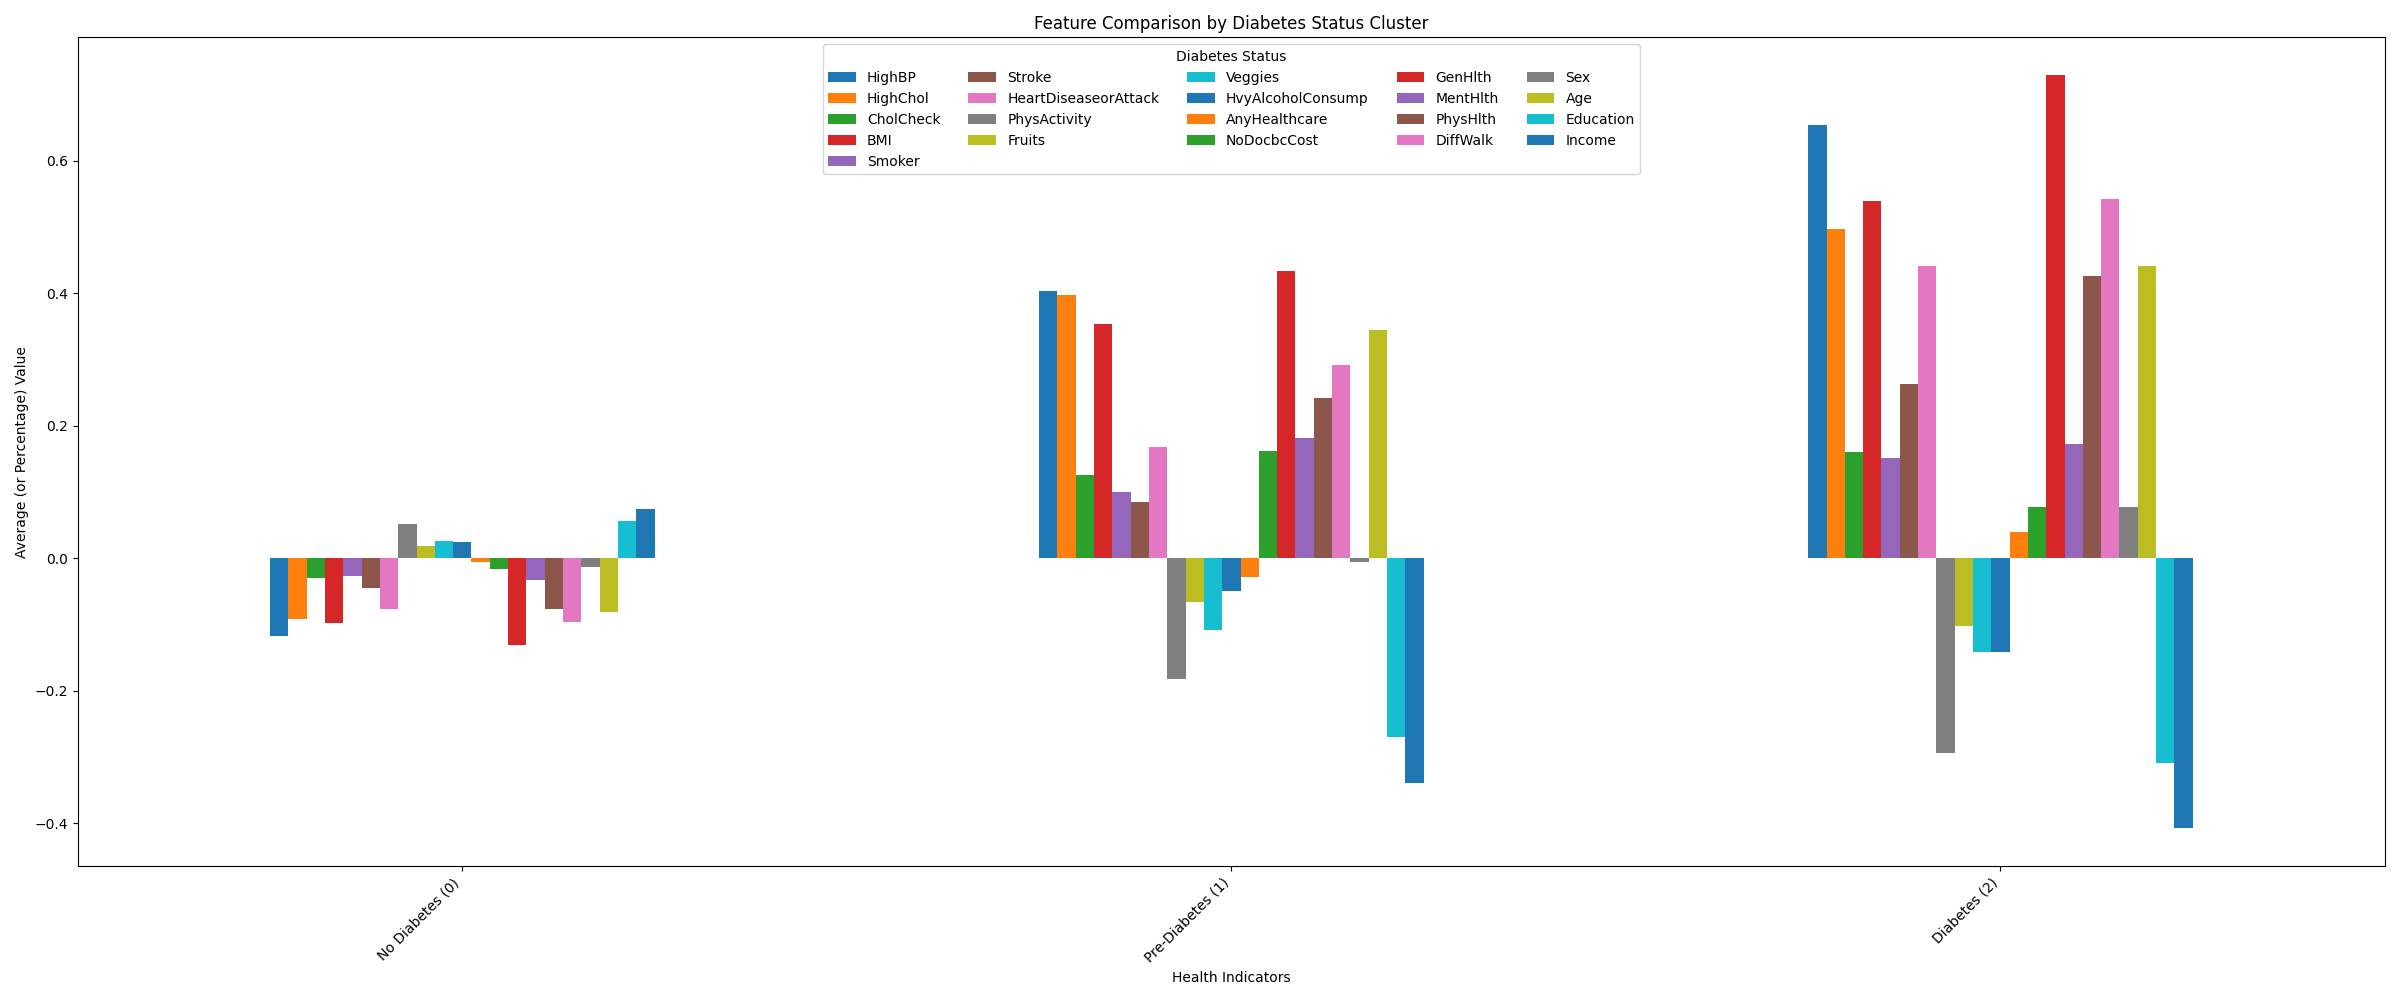 Feature Comparison by Diabetes Status Cluster
Diabetes Status
HighBP
HighChol
CholCheck
BMI
Smoker
Stroke
HeartDiseaseorAttack
PhysActivity
Fruits
Veggies
HvyAlcoholConsump
AnyHealthcare
NoDocbcCost
GenHlth
MentHlth
PhysHlth
DiffWalk
Sex
Age
Education
Income
Average (or Percentage) Value
0.6
0.4
0.2
0.0
−0.2
−0.4
No Diabetes (0)
Pre-Diabetes (1)
Diabetes (2)
Health Indicators